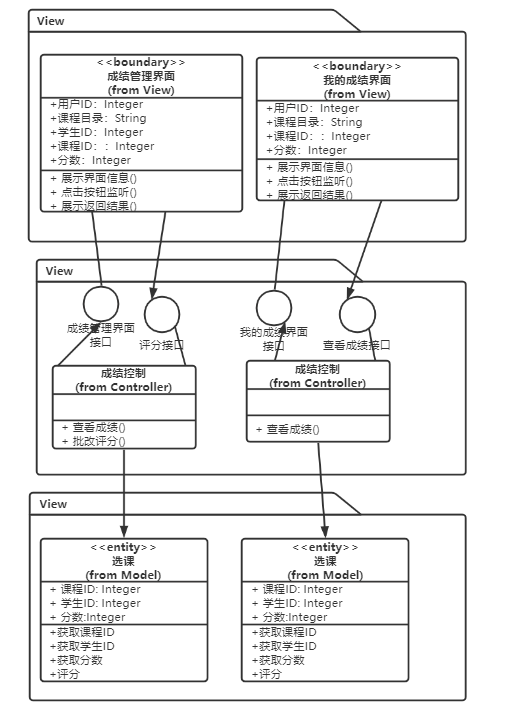 View
<<boundary>>
成绩管理界面
(from View)
+用户ID：Integer
+课程目录：String
+学生ID：Integer
+课程ID：：Integer
+分数：Integer
+ 展示界面信息()
+ 点击按钮监听()
+ 展示返回结果()
<<boundary>>
我的成绩界面
(from View)
+用户ID：Integer
+课程目录：String
+课程ID：：Integer
+分数：Integer
+ 展示界面信息()
+ 点击按钮监听()
+ 展示返回结果()
View
成绩管理界面
接口
评分接口
我的成绩界面
接口
查看成绩接口
成绩控制
(from Controller)
+ 查看成绩()
+ 批改评分()
成绩控制
(from Controller)
+ 查看成绩()
View
<<entity>>
选课
(from Model)
+ 课程ID: Integer
+ 学生ID: Integer
+ 分数:Integer
+获取课程ID
+获取学生ID
+获取分数
+评分
<<entity>>
选课
(from Model)
+ 课程ID: Integer
+ 学生ID: Integer
+ 分数:Integer
+获取课程ID
+获取学生ID
+获取分数
+评分